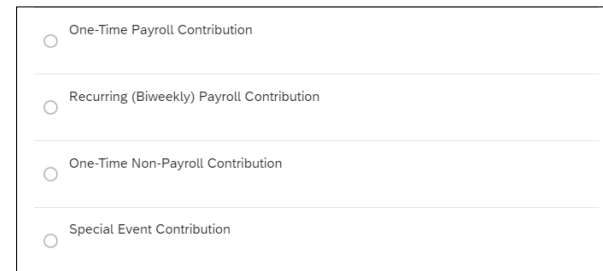 One-Time Payroll Contribution
Recurring (Biweekly) Payroll Contribution
One-Time Non-Payroll Contribution
Special Event Contribution